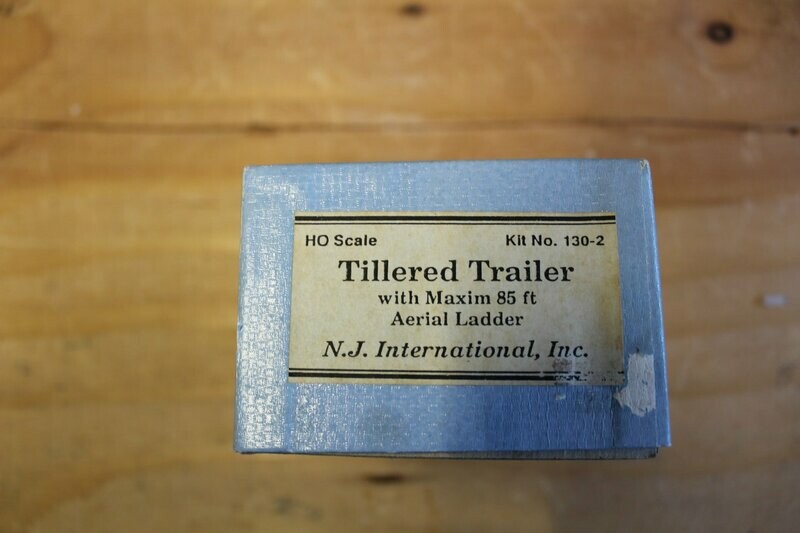 HO Scale Kit No. 130-2
Tillered Trailer
with Maxim 85 ft
Aerial Ladder
N.J. International, Inc.